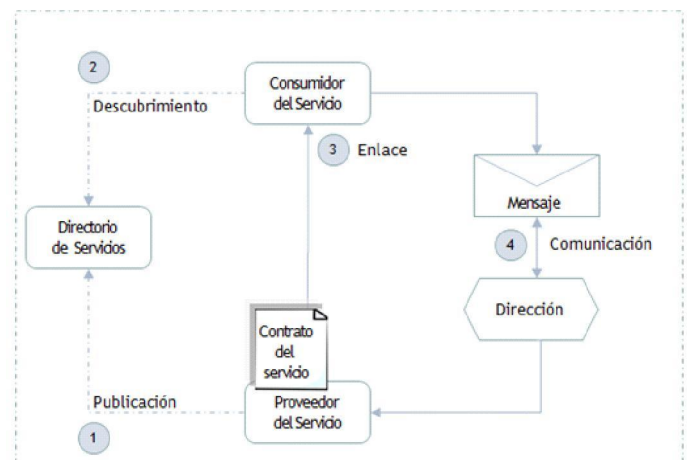 2
Descubrimiento
Consumidor
del Servicio
3
Enlace
Mensaje
4
Comunicación
Directorio
de Servicios
Dirección
Contrato
del
servicio
Publicación
1
Proveedor
del Servicio